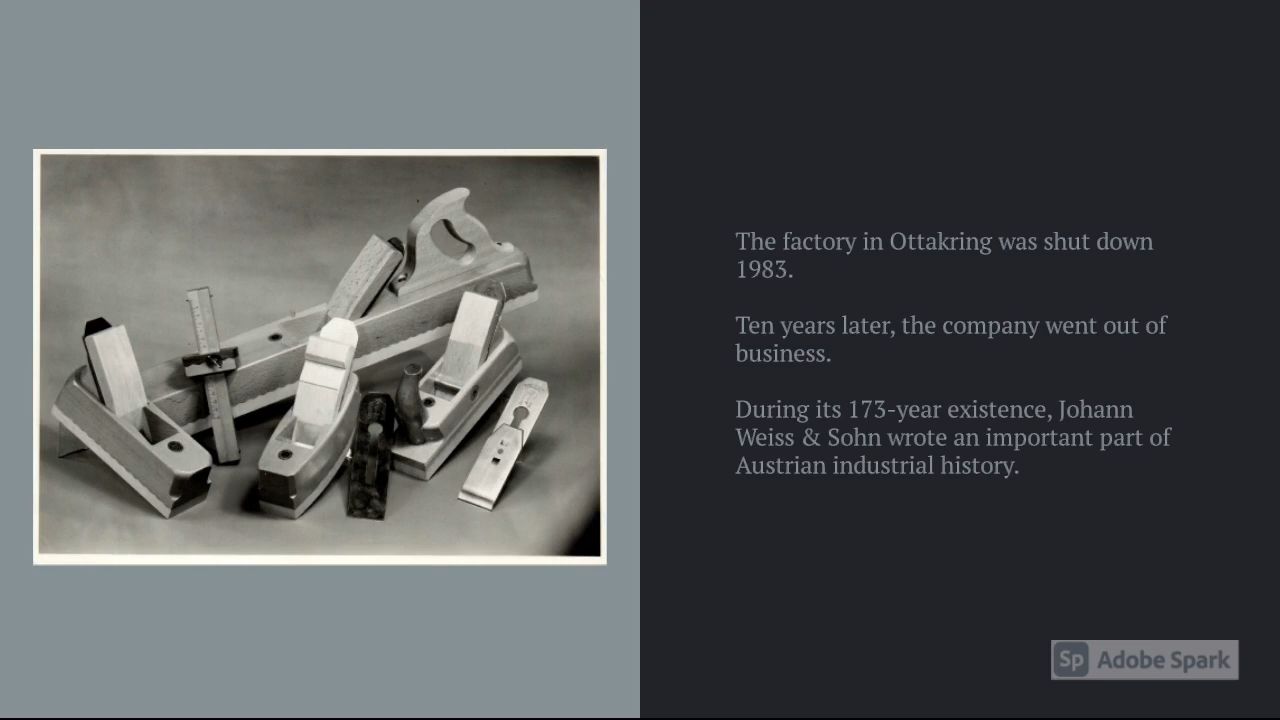 The factory in Ottakring was shut down
1983.
Ten years later, the company went out of
business.
During its 173-year existence, Johann
Weiss & Sohn wrote an important part of
Austrian industrial history.
Sp Adobe Spark